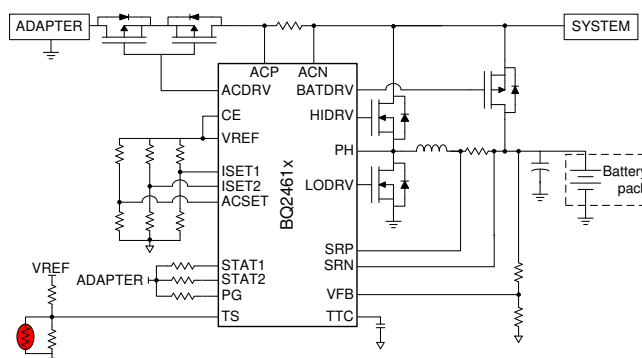 ADAPTER
SYSTEM
ACP
ACN
ACDRV
BATDRV
CE
HIDRV
VREF
PH
ISET1
ISET2
LODRV
ACSET
BQ2461x
Battery
pack
SRP
SRN
VREF
ADAPTER
STAT1
STAT2
PG
VFB
TS
TTC